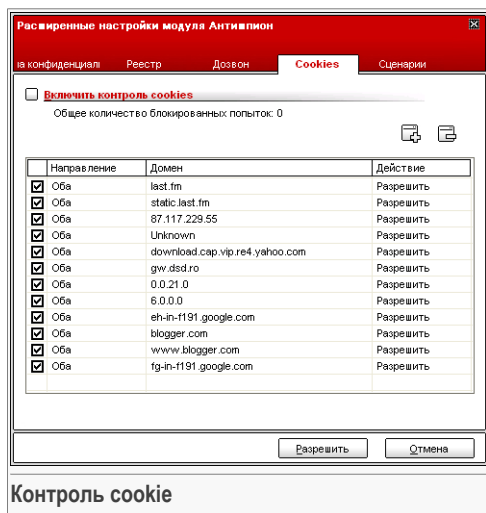 Расширенные настройки модуля Антишпион
на конфиденциал Реестр Дозвон Cookies Сценарии
Включить контроль cookies
Общее количество блокированных попыток: 0
Направление Домен Действие
Оба last.fm Разрешить
Оба static.last.fm Разрешить
Оба 87.117.229.55 Разрешить
Оба Unknown Разрешить
Оба download.cap.vip.re4.yahoo.com Разрешить
Оба gw.dsd.ro Разрешить
Оба 0.0.21.0 Разрешить
Оба 6.0.0.0 Разрешить
Оба eh-in-f191.google.com Разрешить
Оба blogger.com Разрешить
Оба www.blogger.com Разрешить
Оба fg-in-f191.google.com Разрешить
Разрешить Отмена
Контроль cookie